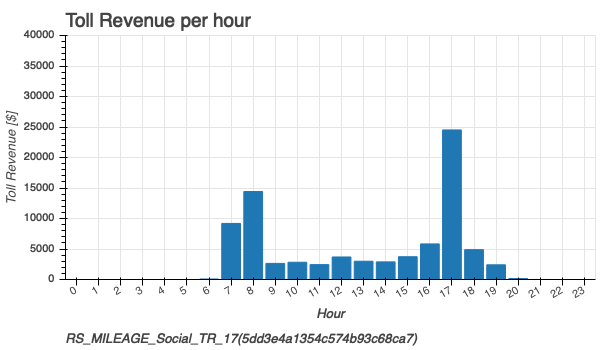 Toll Revenue per hour
40000
35000
30000
25000
20000
15000
10000
5000
0
Toll Revenue [$]
0 1 2 3 4 5 6 7 8 9 10 11 12 13 14 15 16 17 18 19 20 21 22 23
Hour
RS_MILEAGE_Social_TR_17(5dd3e4a1354c574b93c68ca7)